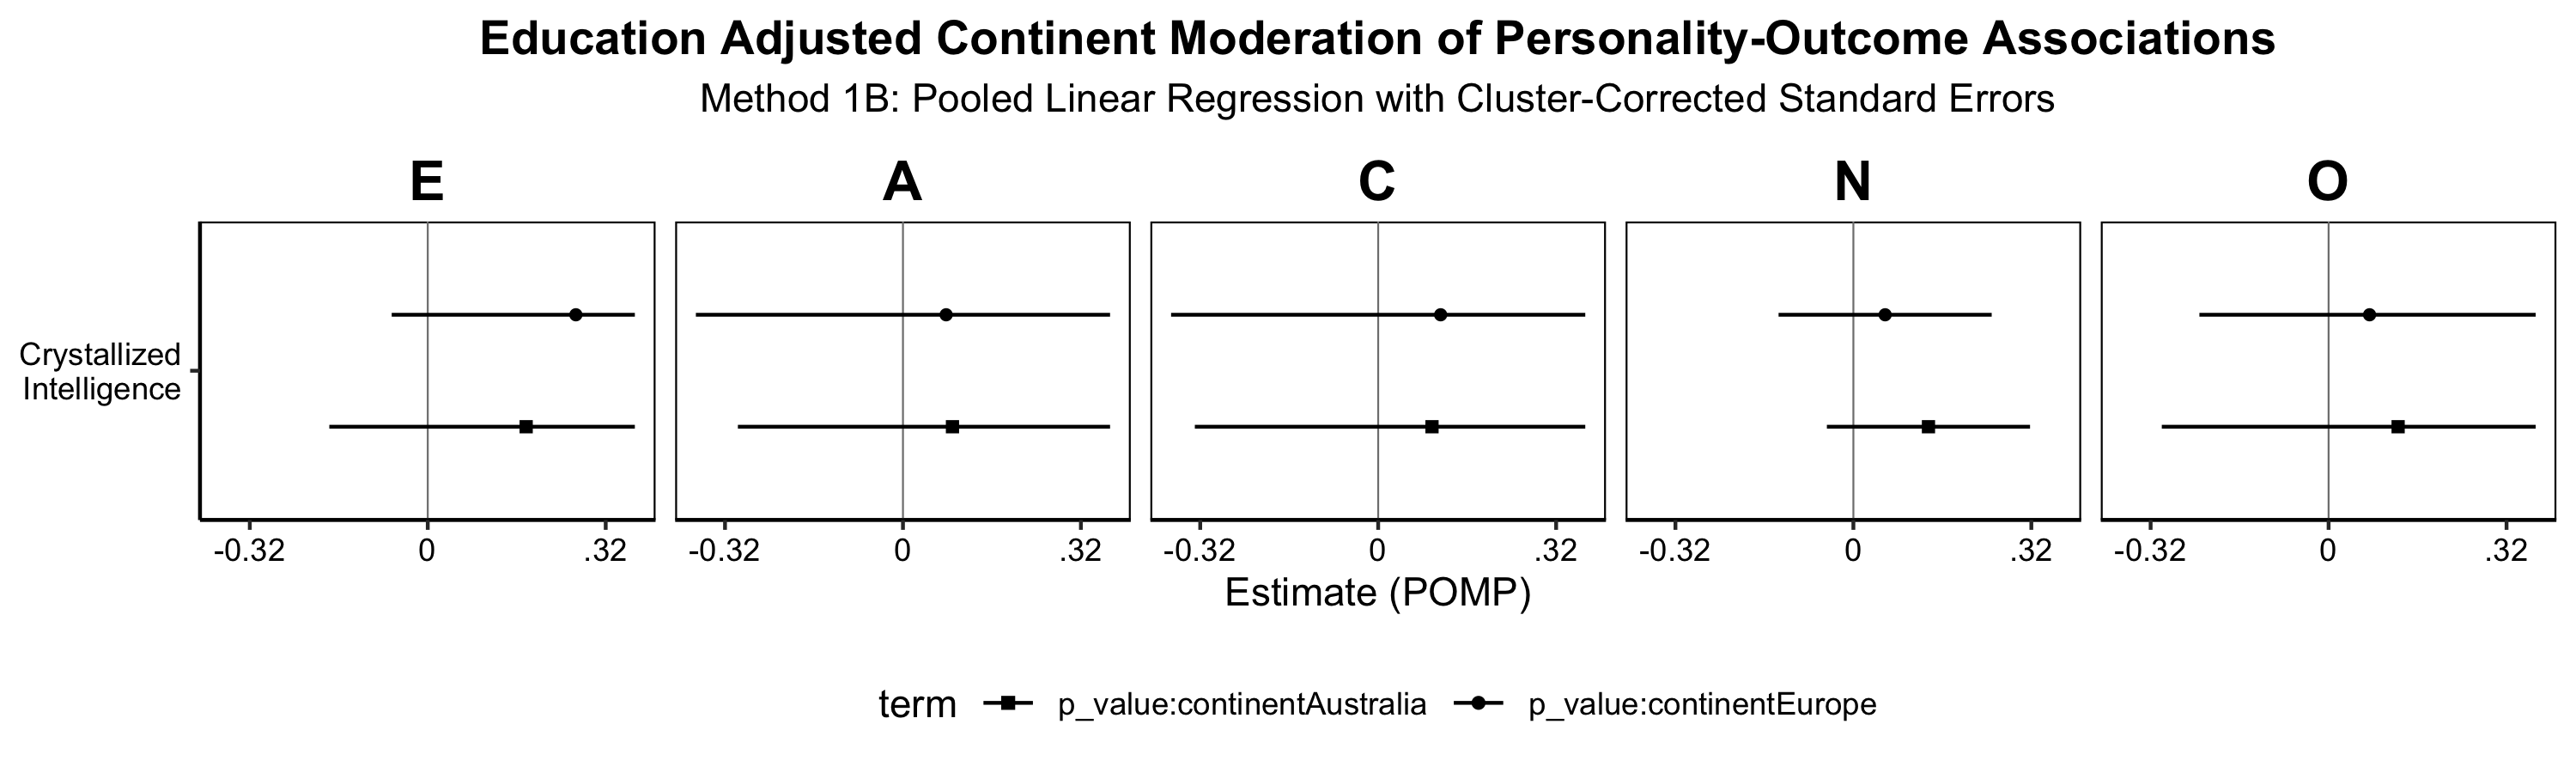 Education Adjusted Continent Moderation of Personality-Outcome Associations
Method 1B: Pooled Linear Regression with Cluster-Corrected Standard Errors
E A C N O
Crystallized
Intelligence
-0.32 0 .32 -0.32 0 .32 -0.32 0 .32 -0.32 0 .32 -0.32 0 .32
Estimate (POMP)
term p_value:continentAustralia p_value:continentEurope